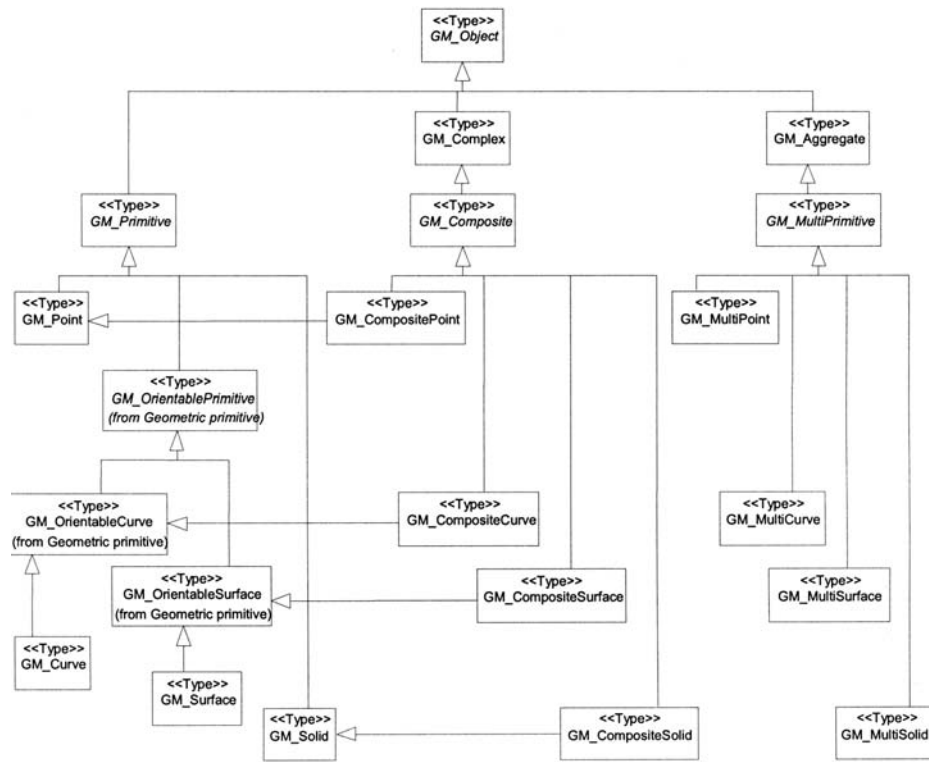 <<Type>>
GM_Object
<<Type>>
GM_Complex
<<Type>>
GM_Aggregate
<<Type>>
GM_Primitive
<<Type>>
GM_Composite
<<Type>>
GM_MultiPrimitive
<<Type>>
GM_Point
<<Type>>
GM_CompositePoint
<<Type>>
GM_MultiPoint
<<Type>>
GM_OrientablePrimitive
(from Geometric primitive)
<<Type>>
GM_OrientableCurve
(from Geometric primitive)
<<Type>>
GM_CompositeCurve
<<Type>>
GM_MultiCurve
<<Type>>
GM_OrientableSurface
(from Geometric primitive)
<<Type>>
GM_CompositeSurface
<<Type>>
GM_MultiSurface
<<Type>>
GM_Curve
<<Type>>
GM_Surface
<<Type>>
GM_Solid
<<Type>>
GM_CompositeSolid
<<Type>>
GM_MultiSolid